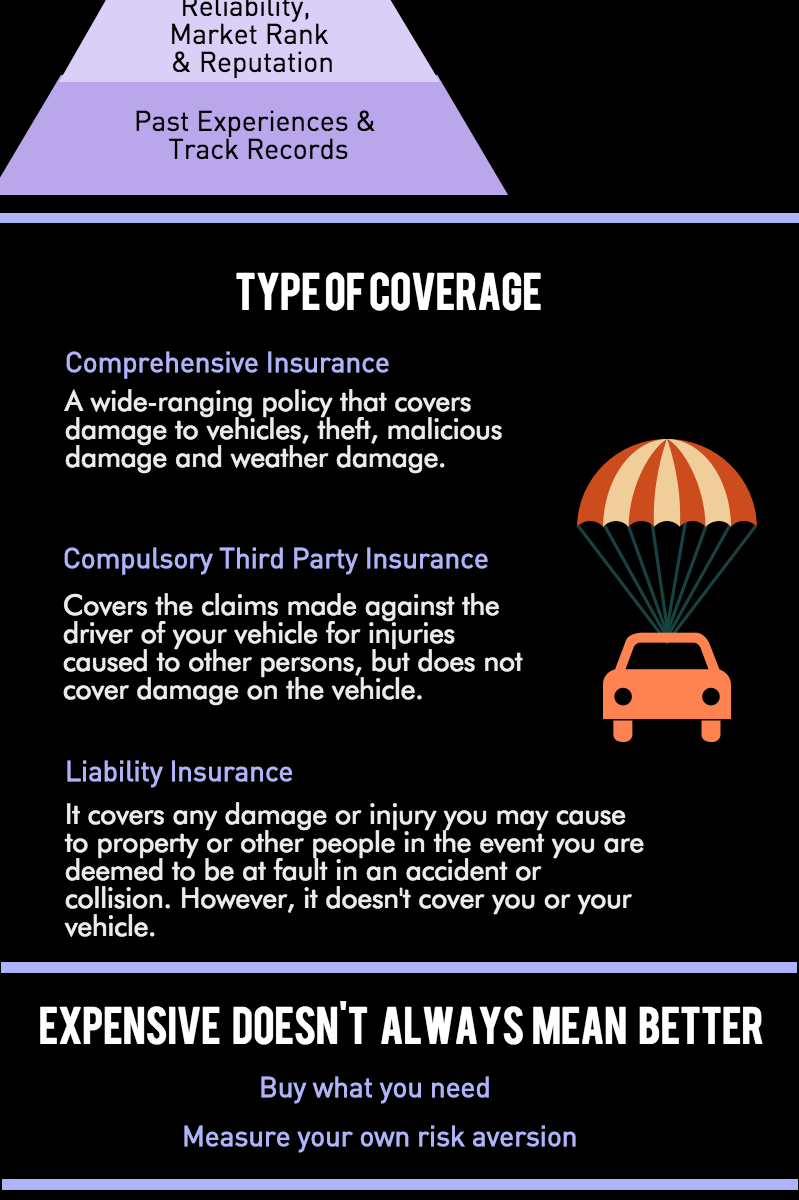 Reliability,
Market Rank
& Reputation
Past Experiences &
Track Records
TYPE OF COVERAGE
Comprehensive Insurance
A wide-ranging policy that covers
damage to vehicles, theft, malicious
damage and weather damage.
Compulsory Third Party Insurance
Covers the claims made against the
driver of your vehicle for injuries
caused to other persons, but does not
cover damage on the vehicle.
Liability Insurance
It covers any damage or injury you may cause
to property or other people in the event you are
deemed to be at fault in an accident or
collision. However, it doesn't cover you or your
vehicle.
EXPENSIVE DOESN'T ALWAYS MEAN BETTER
Buy what you need
Measure your own risk aversion